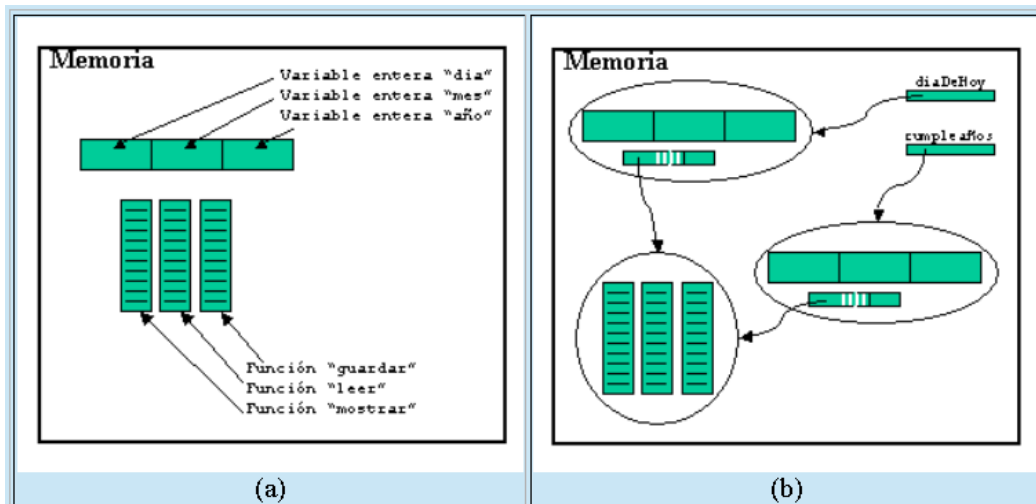 Memoria
Variable entera "dia"
Variable entera "mes"
Variable entera "año"
Función "guardar"
Función "leer"
Función "mostrar"
(a)
Memoria
diaDeHoy
cumpleaños
(b)